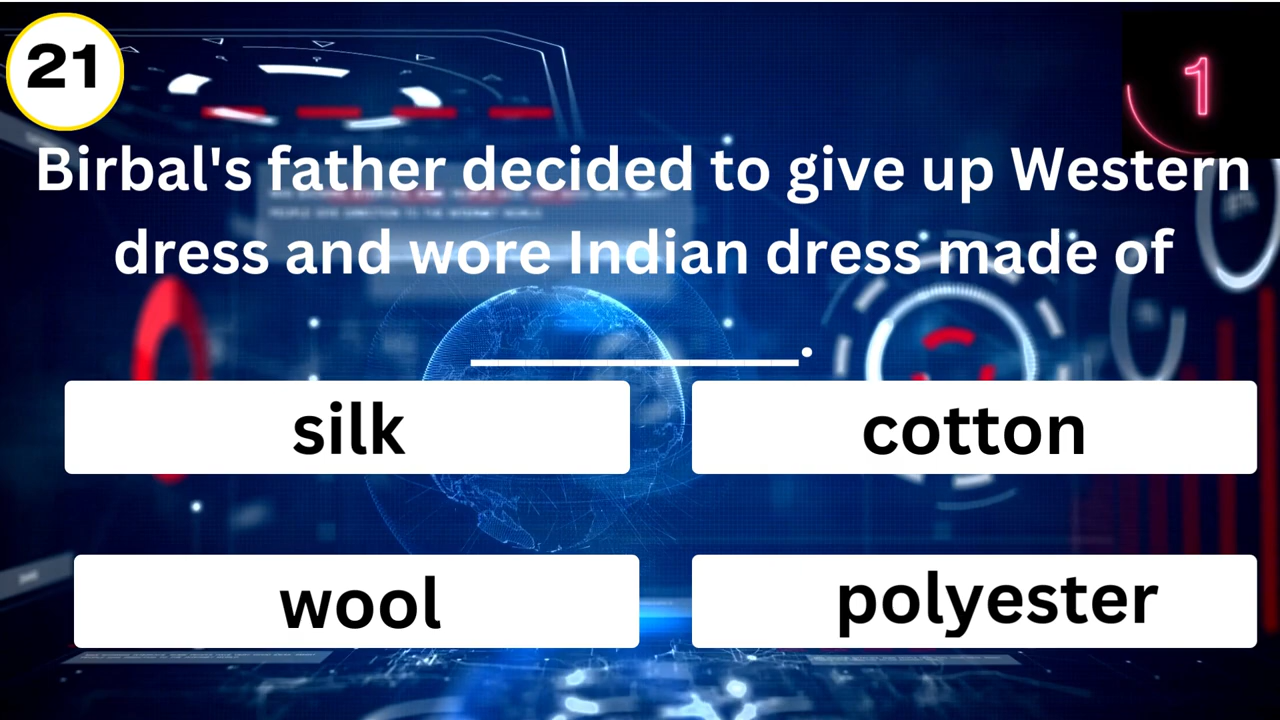 21
1
Birbal's father decided to give up Western
dress and wore Indian dress made of
____________.
silk
cotton
wool
polyester